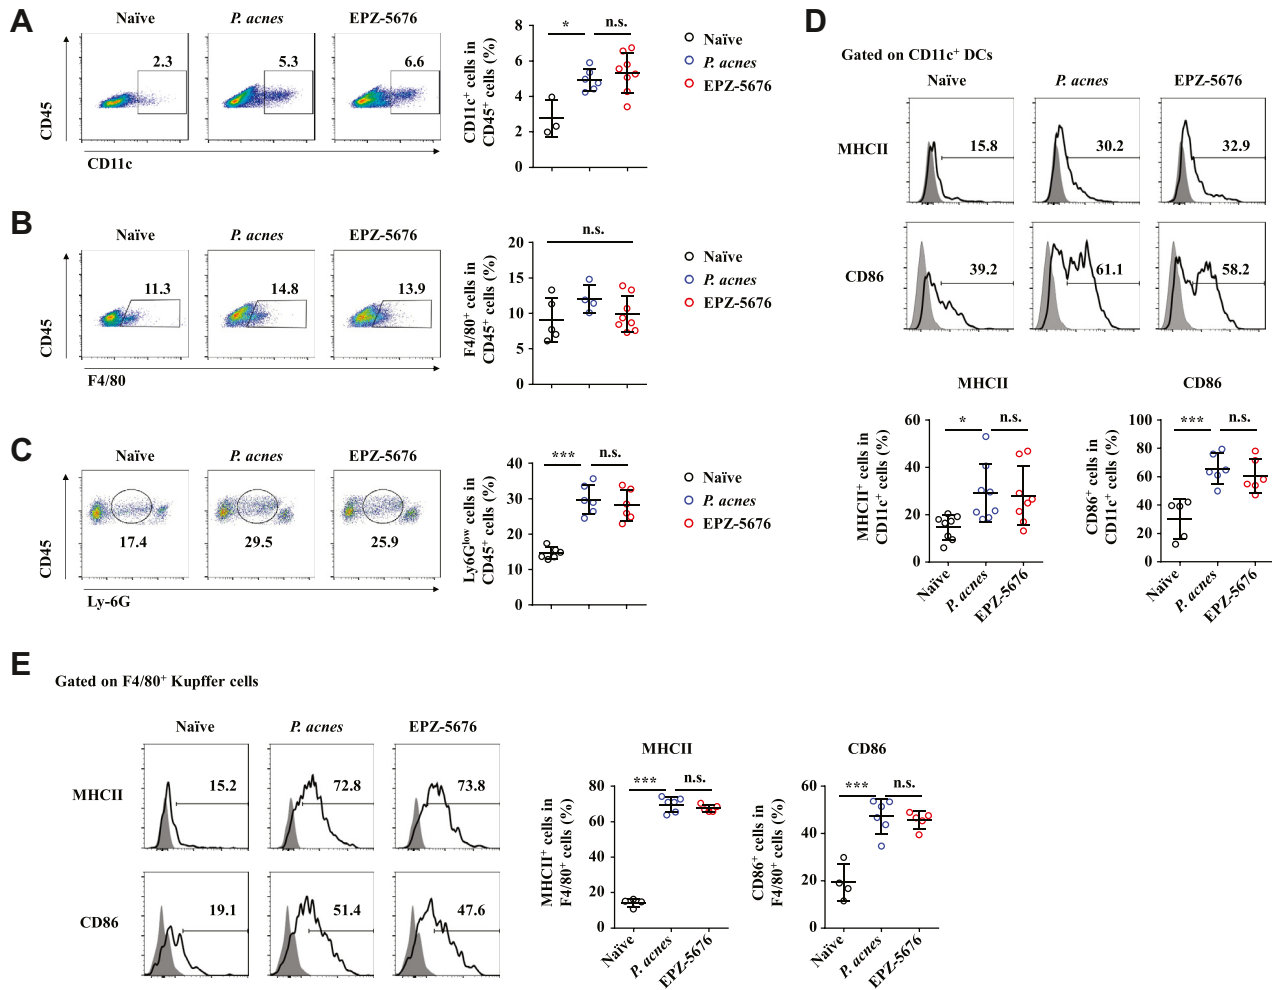 A
Naïve
P. acnes
EPZ-5676
2.3
5.3
6.6
CD45
CD11c
CD11c⁺ cells in
CD45⁺ cells (%)
8
6
4
2
0
*
n.s.
Naïve
P. acnes
EPZ-5676
B
Naïve
P. acnes
EPZ-5676
11.3
14.8
13.9
CD45
F4/80
F4/80⁺ cells in
CD45⁺ cells (%)
20
15
10
5
0
n.s.
Naïve
P. acnes
EPZ-5676
C
Naïve
P. acnes
EPZ-5676
17.4
29.5
25.9
CD45
Ly-6G
Ly6Gˡᵒʷ cells in
CD45⁺ cells (%)
40
30
20
10
0
***
n.s.
Naïve
P. acnes
EPZ-5676
D
Gated on CD11c⁺ DCs
Naïve
P. acnes
EPZ-5676
MHCII
15.8
30.2
32.9
CD86
39.2
61.1
58.2
MHCII
MHCII⁺ cells in
CD11c⁺ cells (%)
60
40
20
0
*
n.s.
Naïve
P. acnes
EPZ-5676
CD86
CD86⁺ cells in
CD11c⁺ cells (%)
100
80
60
40
20
0
***
n.s.
Naïve
P. acnes
EPZ-5676
E
Gated on F4/80⁺ Kupffer cells
Naïve
P. acnes
EPZ-5676
MHCII
15.2
72.8
73.8
CD86
19.1
51.4
47.6
MHCII
MHCII⁺ cells in
F4/80⁺ cells (%)
80
60
40
20
0
***
n.s.
Naïve
P. acnes
EPZ-5676
CD86
CD86⁺ cells in
F4/80⁺ cells (%)
60
40
20
0
***
n.s.
Naïve
P. acnes
EPZ-5676